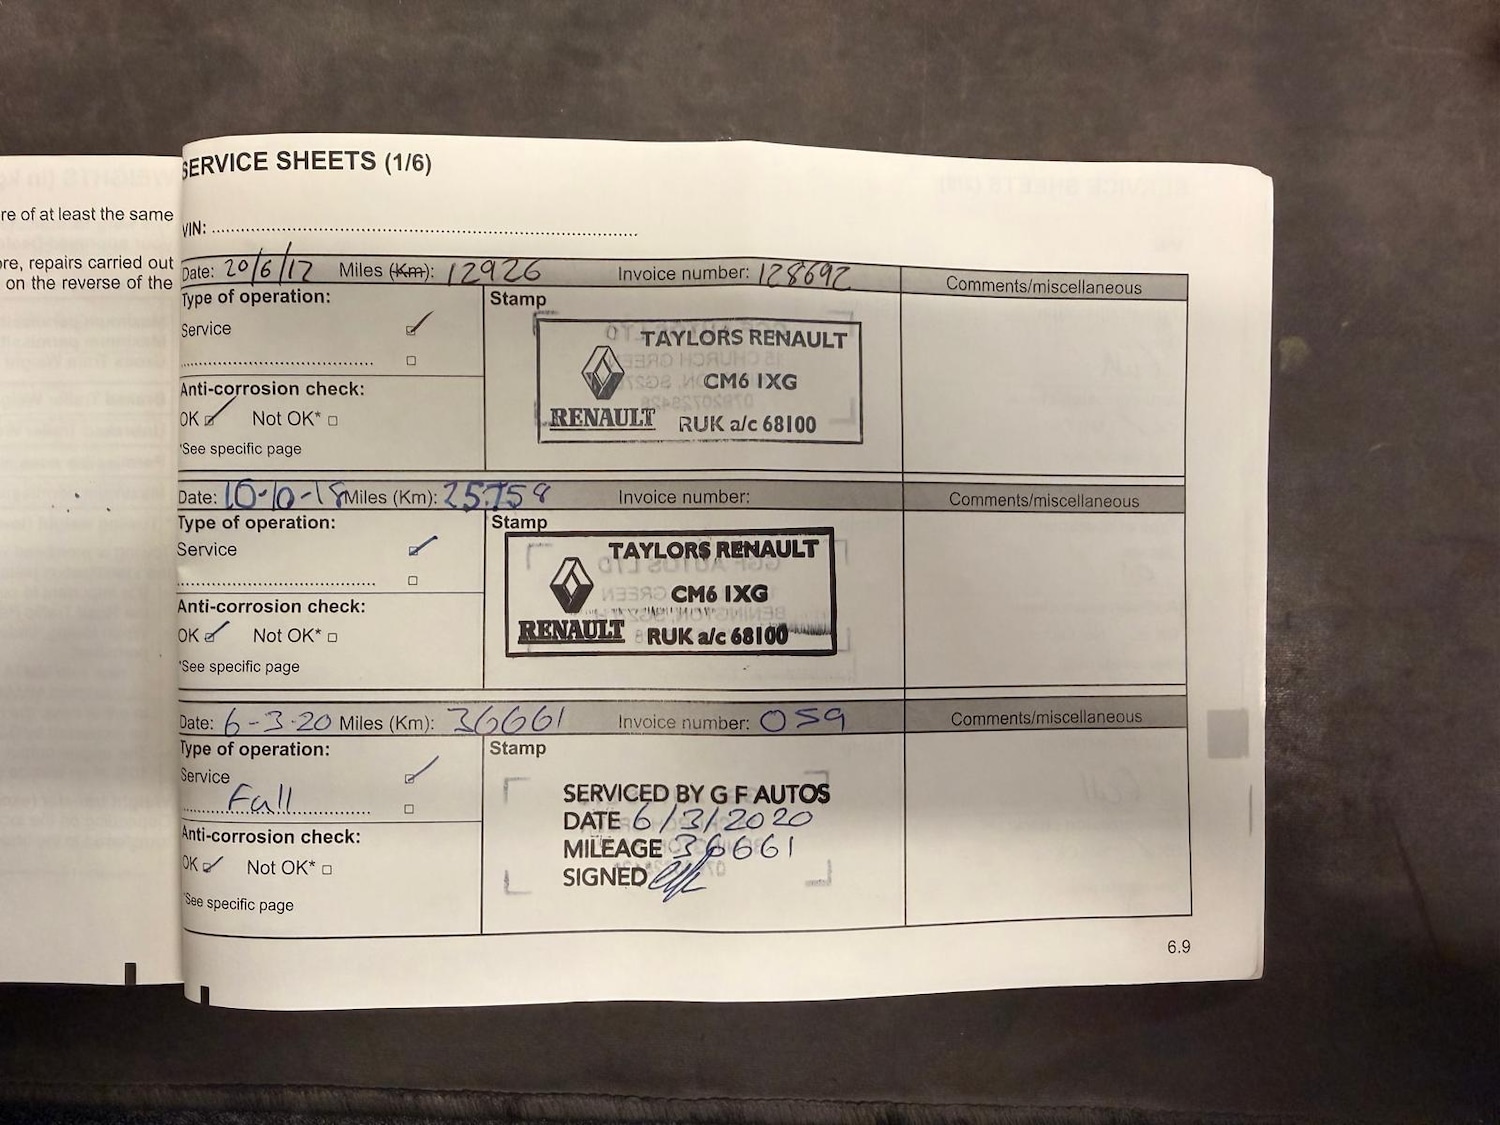 re of at least the same
ore, repairs carried out
on the reverse of the
SERVICE SHEETS (1/6)
VIN:
Date: 20/6/17 Miles (Km): 12926 Invoice number: 128692 Comments/miscellaneous
Type of operation:
Service
Anti-corrosion check:
OK Not OK*
*See specific page
Stamp
TAYLORS RENAULT
CM6 1XG
RENAULT RUK a/c 68100
Date: 10-10-18 Miles (Km): 25758 Invoice number: Comments/miscellaneous
Type of operation:
Service
Anti-corrosion check:
OK Not OK*
*See specific page
Stamp
TAYLORS RENAULT
CM6 1XG
RENAULT RUK a/c 68100
Date: 6-3-20 Miles (Km): 36661 Invoice number: 059 Comments/miscellaneous
Type of operation:
Service
Full
Anti-corrosion check:
OK Not OK*
*See specific page
Stamp
SERVICED BY G F AUTOS
DATE 6/3/2020
MILEAGE 36661
SIGNED
6.9